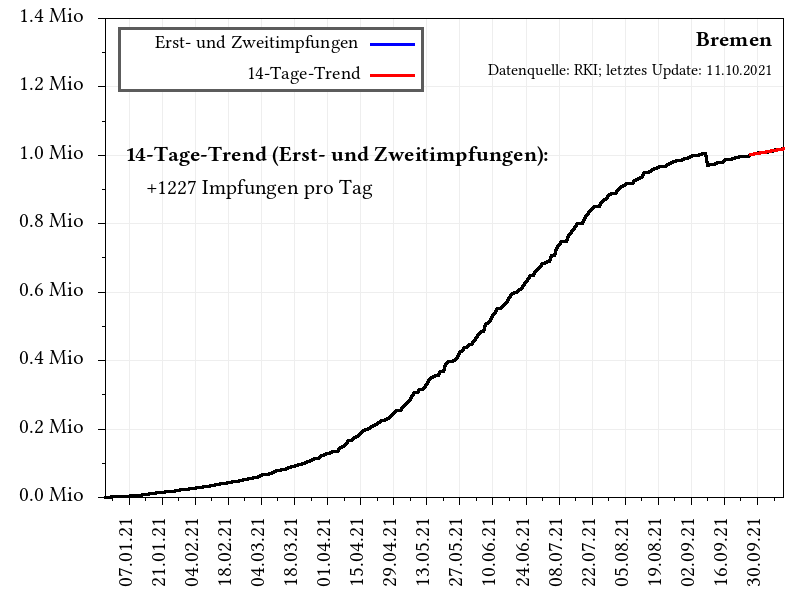 1.4 Mio
1.2 Mio
1.0 Mio
0.8 Mio
0.6 Mio
0.4 Mio
0.2 Mio
0.0 Mio
Erst- und Zweitimpfungen
14-Tage-Trend
Bremen
Datenquelle: RKI; letztes Update: 11.10.2021
14-Tage-Trend (Erst- und Zweitimpfungen):
+1227 Impfungen pro Tag
07.01.21
21.01.21
04.02.21
18.02.21
04.03.21
18.03.21
01.04.21
15.04.21
29.04.21
13.05.21
27.05.21
10.06.21
24.06.21
08.07.21
22.07.21
05.08.21
19.08.21
02.09.21
16.09.21
30.09.21